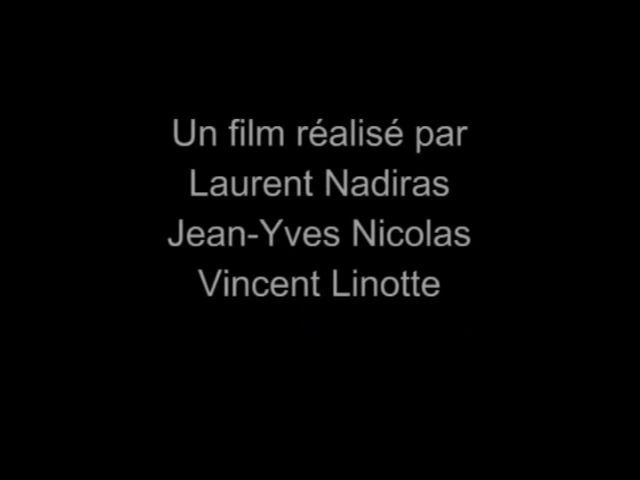 Un film réalisé par
Laurent Nadiras
Jean-Yves Nicolas
Vincent Linotte